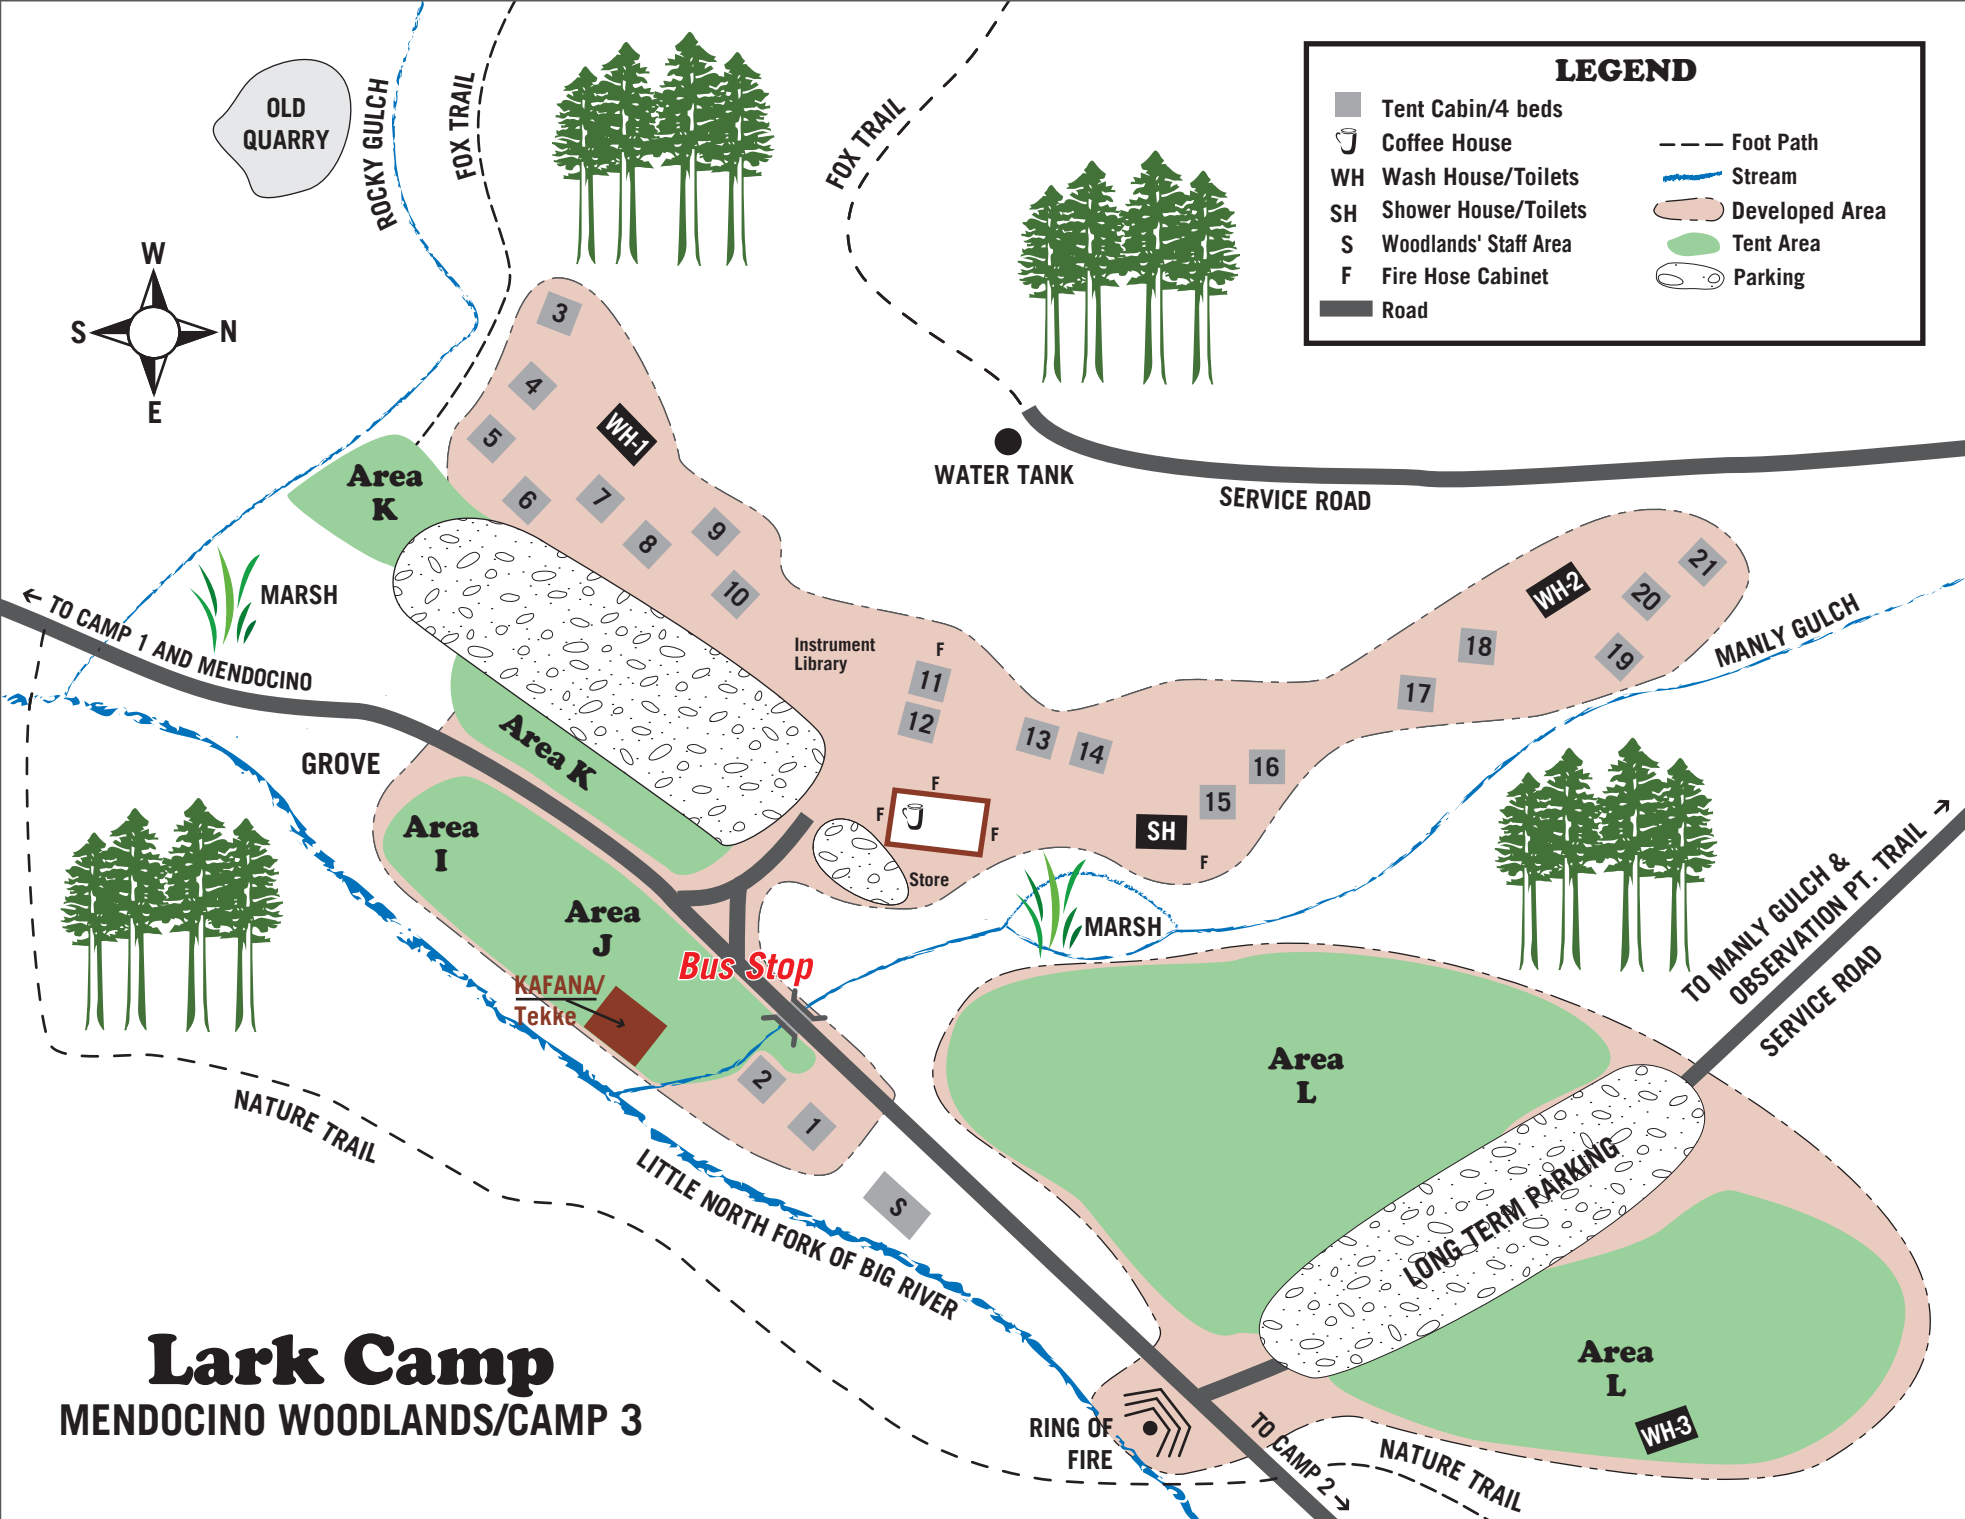 LEGEND
Tent Cabin/4 beds
Coffee House
WH Wash House/Toilets
SH Shower House/Toilets
S Woodlands' Staff Area
F Fire Hose Cabinet
Road
Foot Path
Stream
Developed Area
Tent Area
Parking
OLD
QUARRY
ROCKY GULCH
FOX TRAIL
FOX TRAIL
W
S
N
E
3
4
5
WH-1
6
7
8
9
10
Area
K
WATER TANK
SERVICE ROAD
MARSH
← TO CAMP 1 AND MENDOCINO
Instrument
Library
F
11
12
13
14
15
16
17
18
19
20
21
WH-2
MANLY GULCH
GROVE
Area K
Area
I
F
F
F
SH
F
Store
MARSH
Area
J
Bus Stop
KAFANA/
Tekke
2
1
S
TO MANLY GULCH &
OBSERVATION PT. TRAIL →
SERVICE ROAD
Area
L
LONG TERM PARKING
NATURE TRAIL
LITTLE NORTH FORK OF BIG RIVER
Lark Camp
MENDOCINO WOODLANDS/CAMP 3
RING OF
FIRE
TO CAMP 2 →
NATURE TRAIL
Area
L
WH-3